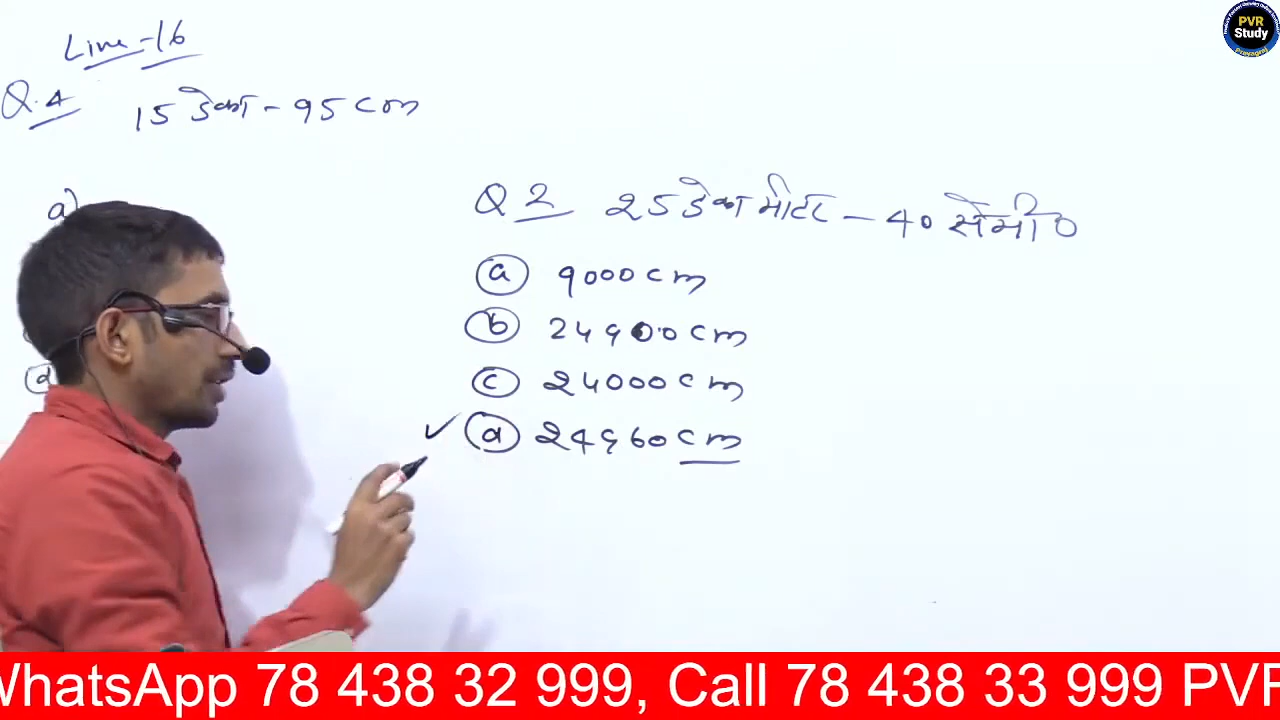 Line-16
Q.4 15 डेका - 95 cm
a)
Q 2 25 डेका मीटर - 40 सेमी०
a 9000 cm
b 24900 cm
c 24000 cm
d
✓ d 24960 cm
PVR
Study
Prayagraj
WhatsApp 78 438 32 999, Call 78 438 33 999 PVR